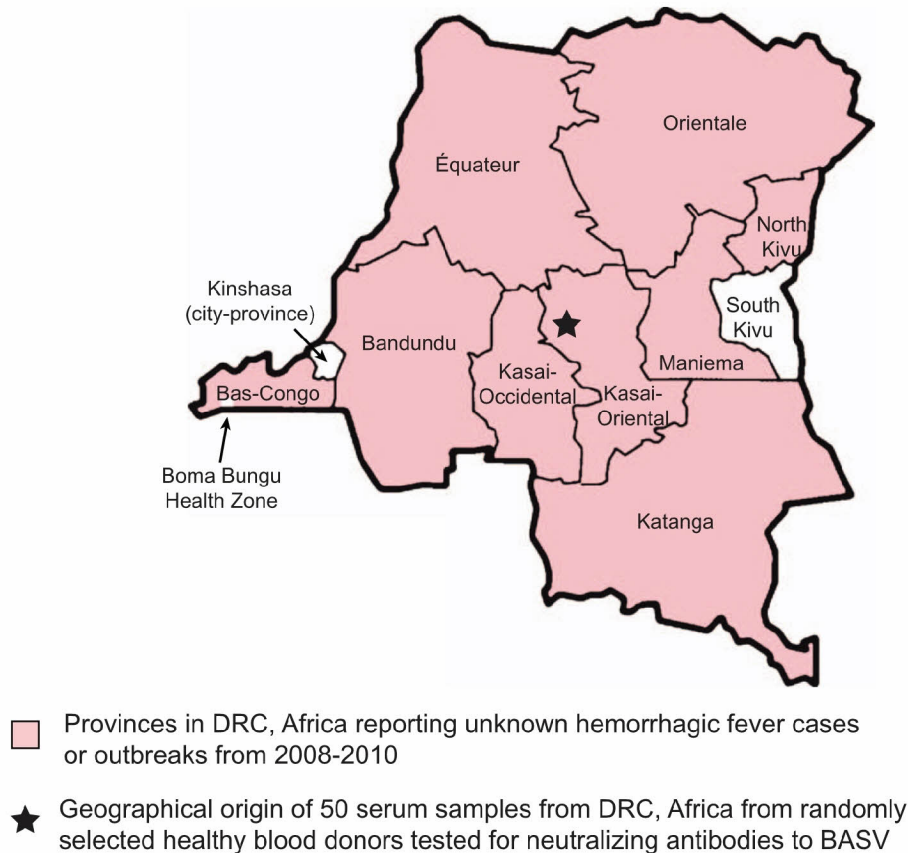 Orientale
Équateur
North
Kivu
Kinshasa
(city-province)
South
Kivu
Bandundu
Maniema
Kasai-
Occidental
Kasai-
Oriental
Bas-Congo
Boma Bungu
Health Zone
Katanga
Provinces in DRC, Africa reporting unknown hemorrhagic fever cases
or outbreaks from 2008-2010
Geographical origin of 50 serum samples from DRC, Africa from randomly
selected healthy blood donors tested for neutralizing antibodies to BASV